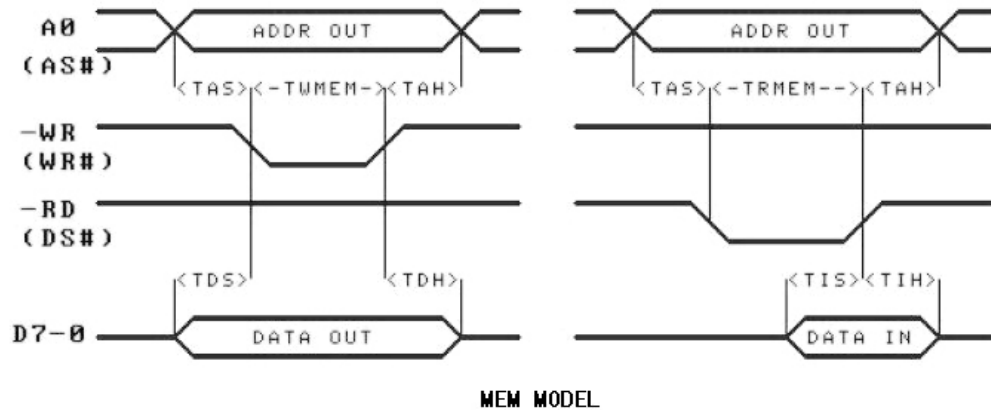 A0 ADDR OUT ADDR OUT
(AS#)
<TAS><-TWMEM-><TAH> <TAS><-TRMEM--><TAH>
-WR
(WR#)
-RD
(DS#)
<TDS> <TDH> <TIS><TIH>
D7-0 DATA OUT DATA IN
MEM MODEL